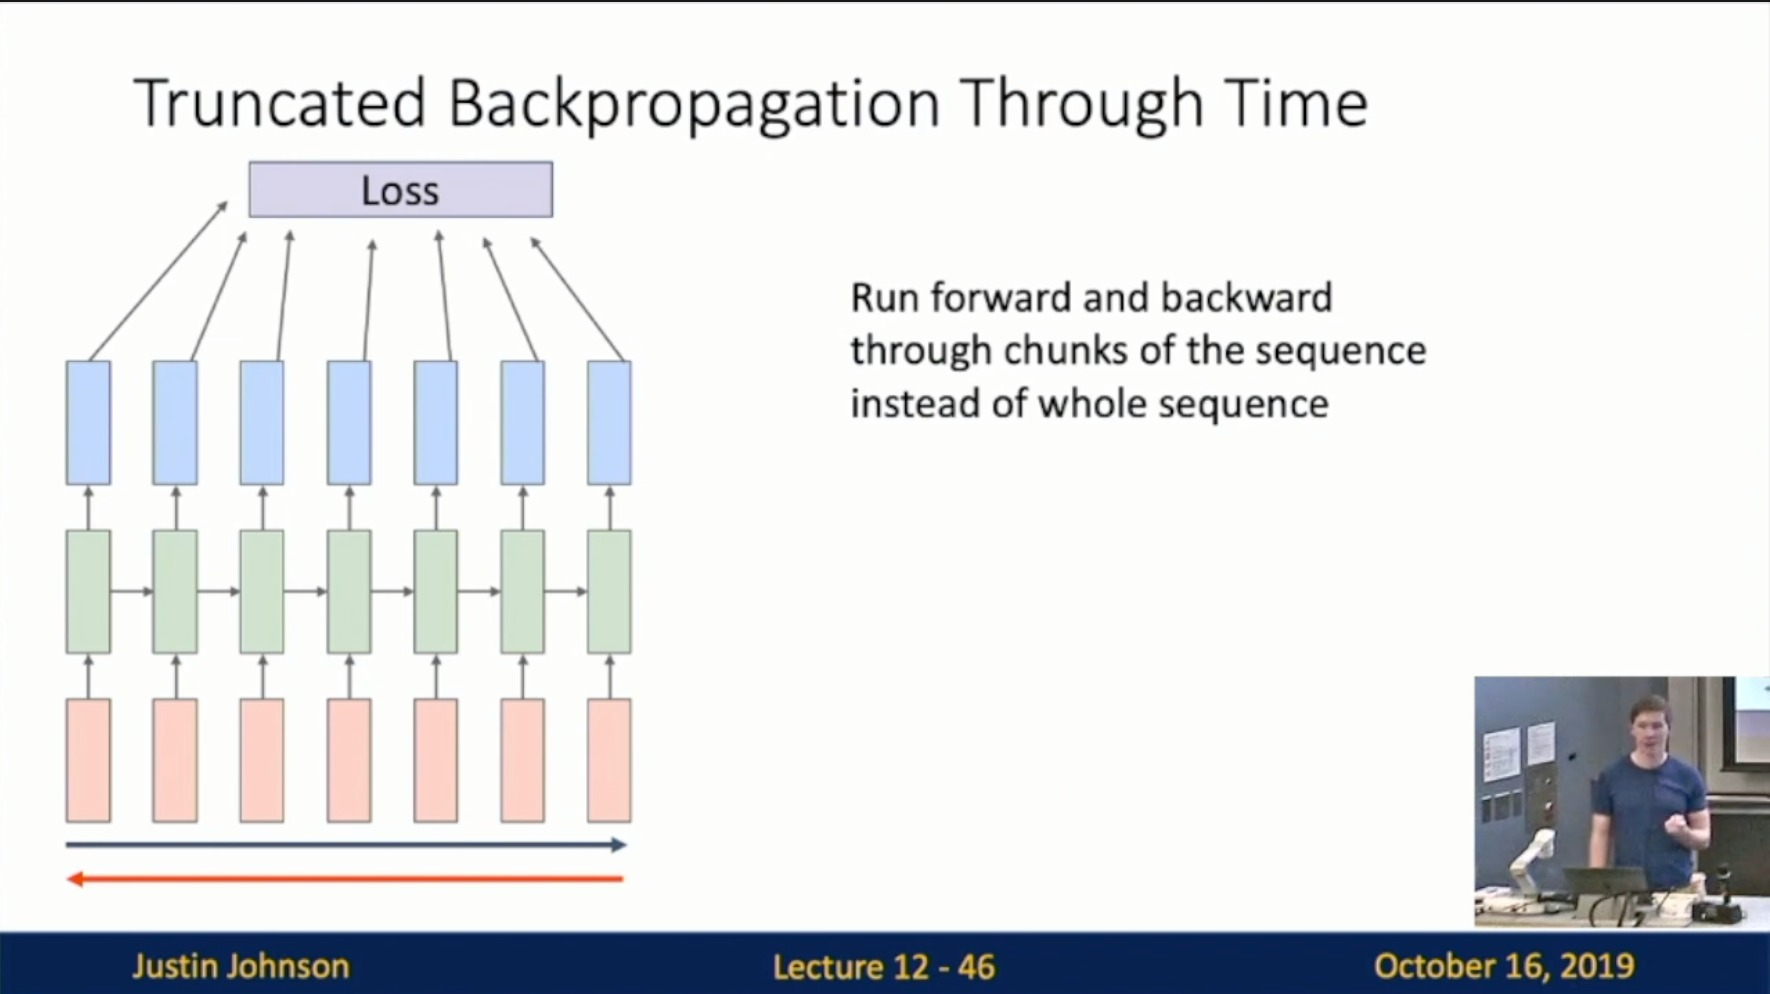 Truncated Backpropagation Through Time
Loss
Run forward and backward
through chunks of the sequence
instead of whole sequence
Justin Johnson
Lecture 12 - 46
October 16, 2019